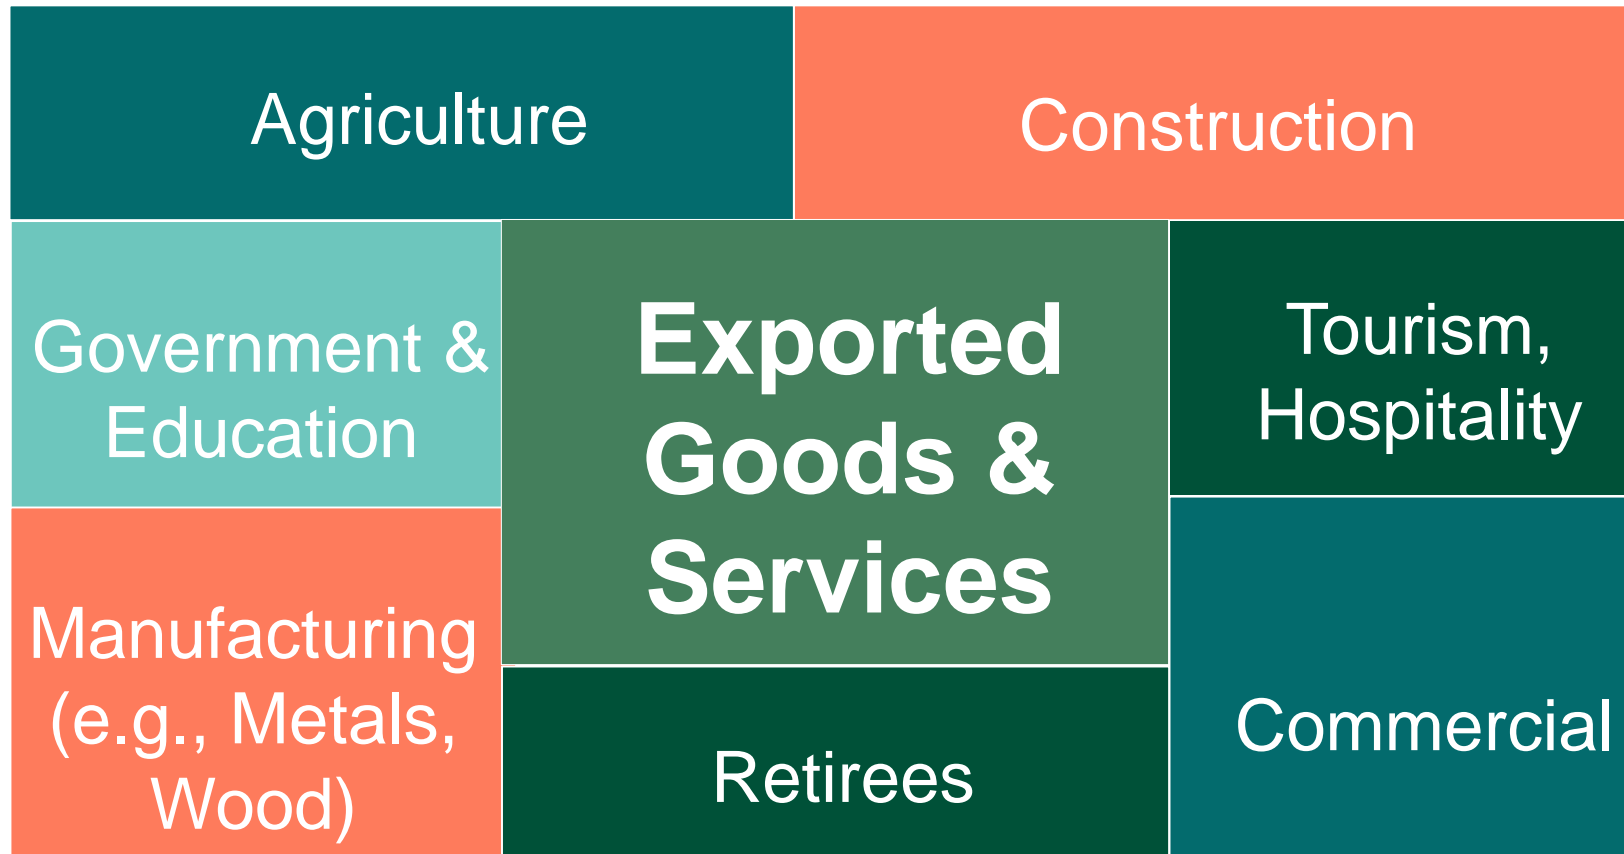 Agriculture
Construction
Government &
Education
Exported
Goods &
Services
Tourism,
Hospitality
Manufacturing
(e.g., Metals,
Wood)
Retirees
Commercial